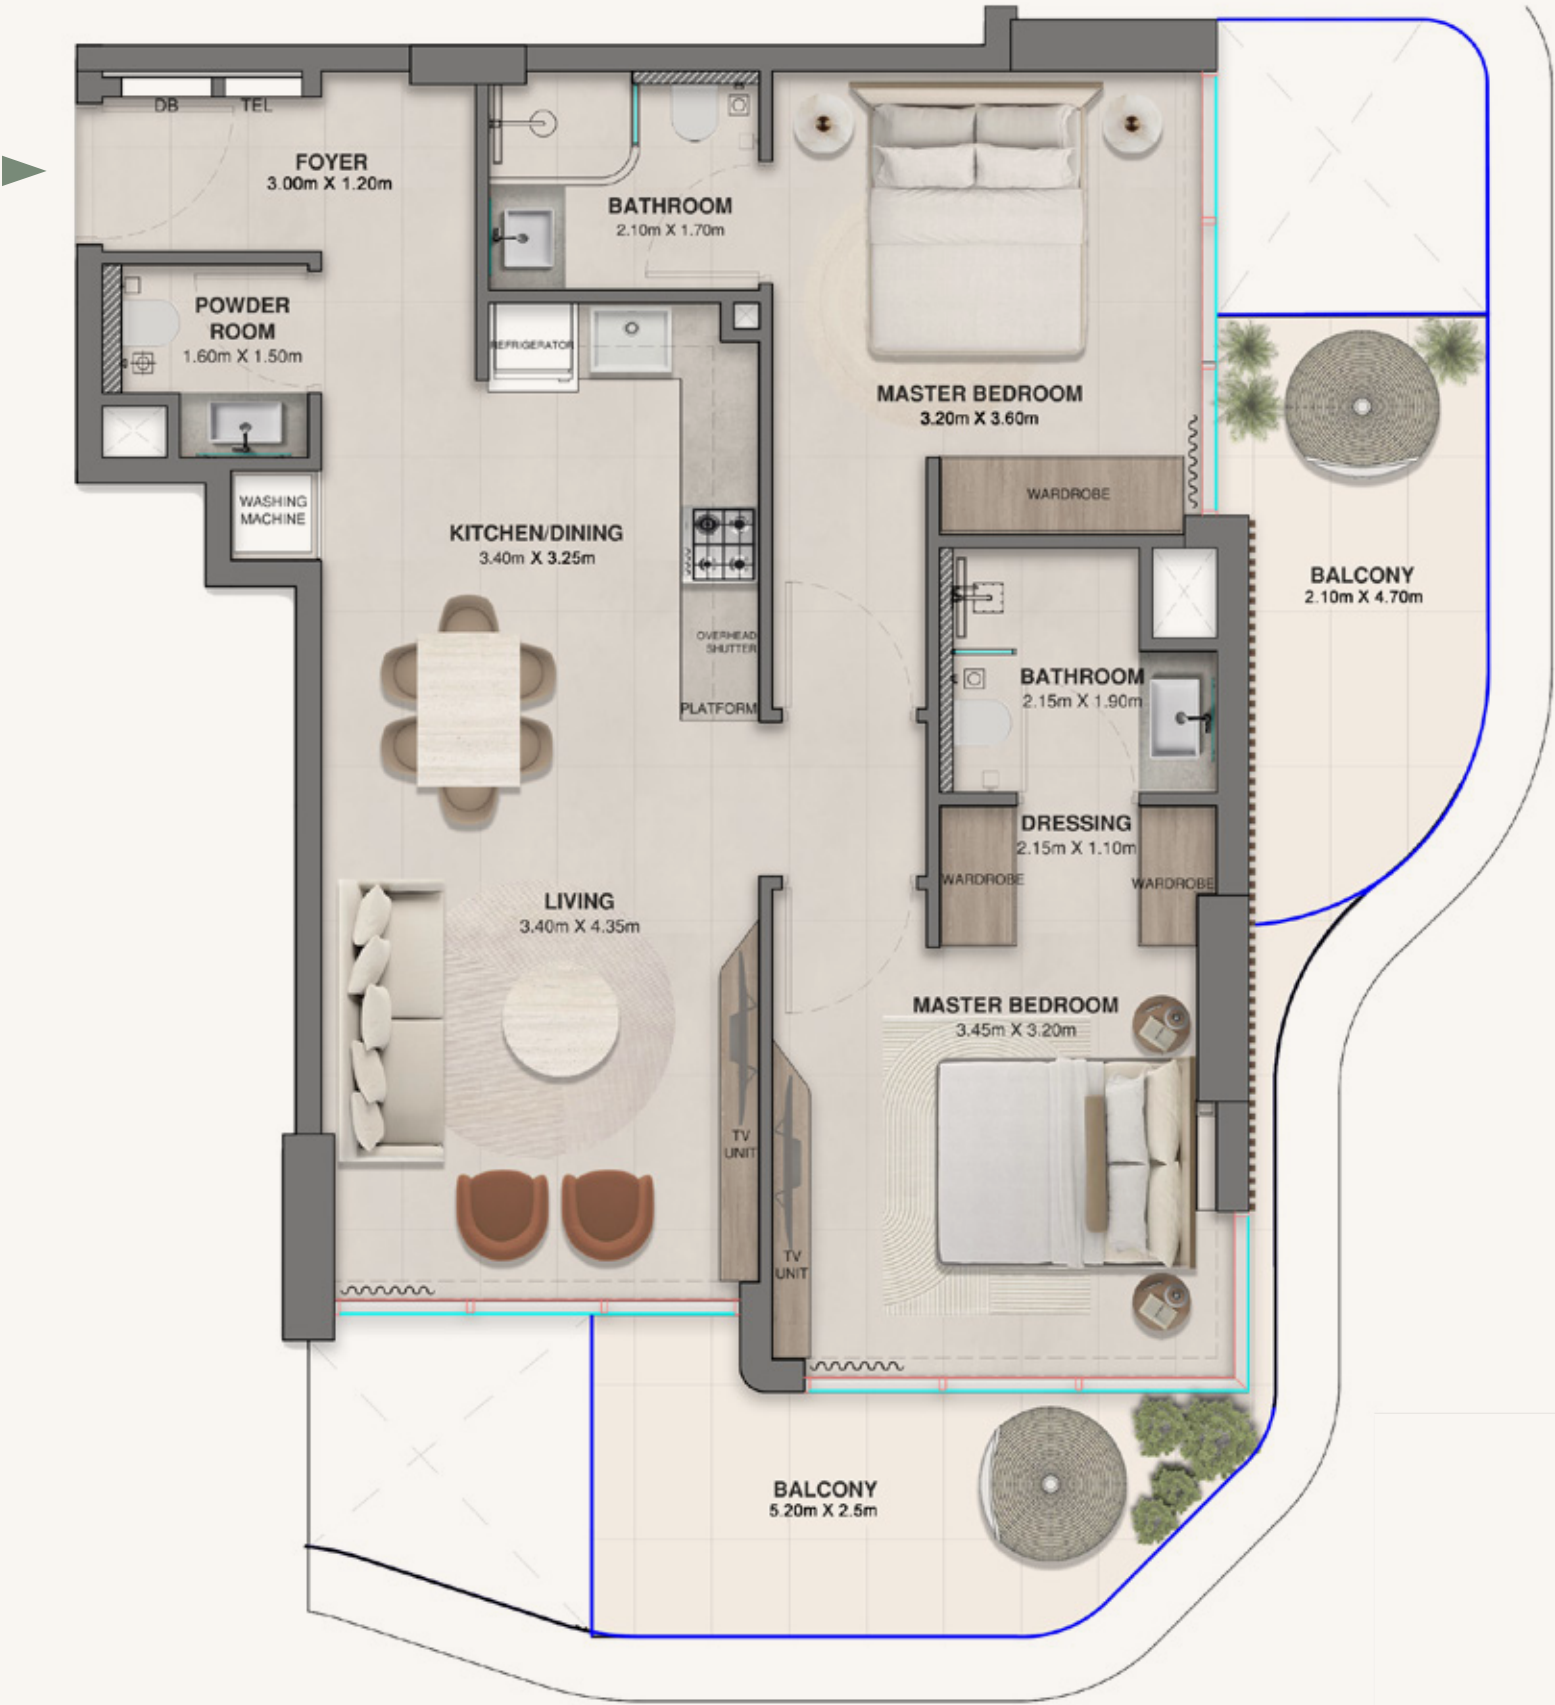 DB
TEL
FOYER
3.00m X 1.20m
BATHROOM
2.10m X 1.70m
POWDER
ROOM
1.60m X 1.50m
REFRIGERATOR
MASTER BEDROOM
3.20m X 3.60m
WASHING
MACHINE
WARDROBE
KITCHEN/DINING
3.40m X 3.25m
BALCONY
2.10m X 4.70m
OVERHEAD
SHUTTER
BATHROOM
2.15m X 1.90m
PLATFORM
DRESSING
2.15m X 1.10m
WARDROBE
WARDROBE
LIVING
3.40m X 4.35m
MASTER BEDROOM
3.45m X 3.20m
TV
UNIT
TV
UNIT
BALCONY
5.20m X 2.5m